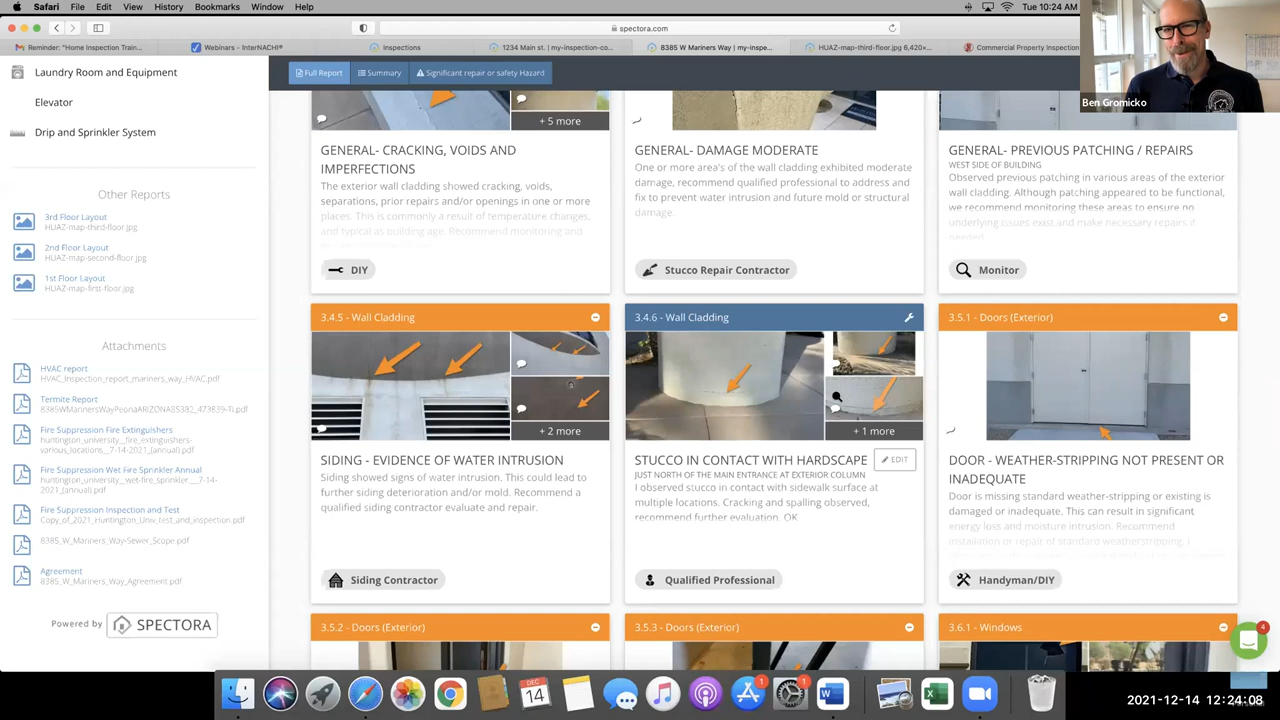 Safari File Edit View History Bookmarks Window Help
Tue 10:24 AM
spectora.com
Reminder: "Home Inspection Train...
Webinars - InterNACHI®
Inspections
1234 Main st. | my-inspection-co...
8385 W Mariners Way | my-inspe...
HUAZ-map-third-floor.jpg 6,420×...
Commercial Property Inspection
Ben Gromicko
Laundry Room and Equipment
Elevator
Drip and Sprinkler System
Other Reports
3rd Floor Layout
HUAZ-map-third-floor.jpg
2nd Floor Layout
HUAZ-map-second-floor.jpg
1st Floor Layout
HUAZ-map-first-floor.jpg
Attachments
HVAC report
HVAC_Inspection_report_mariners_way_HVAC.pdf
Termite Report
Fire Suppression Fire Extinguishers
huntington_university__fire_extinguishers-
various_locations__7-14-2021_(annual).pdf
Fire Suppression Wet Fire Sprinkler Annual
2021_(annual).pdf
Fire Suppression Inspection and Test
Copy_of_2021_Huntington_Univ_test_and_inspection.pdf
8385_W_Mariners_Way-Sewer_Scope.pdf
Agreement
8385_W_Mariners_Way_Agreement.pdf
Powered by SPECTORA
Full Report Summary Significant repair or safety Hazard
+ 5 more
GENERAL- CRACKING, VOIDS AND
IMPERFECTIONS
The exterior wall cladding showed cracking, voids,
separations, prior repairs and/or openings in one or more
places. This is commonly a result of temperature changes,
and typical as building age. Recommend monitoring and
DIY
GENERAL- DAMAGE MODERATE
One or more area's of the wall cladding exhibited moderate
damage, recommend qualified professional to address and
fix to prevent water intrusion and future mold or structural
damage.
Stucco Repair Contractor
GENERAL- PREVIOUS PATCHING / REPAIRS
WEST SIDE OF BUILDING
Observed previous patching in various areas of the exterior
wall cladding. Although patching appeared to be functional,
we recommend monitoring these areas to ensure no
underlying issues exist and make necessary repairs if
needed.
Monitor
3.4.5 - Wall Cladding
+ 2 more
SIDING - EVIDENCE OF WATER INTRUSION
Siding showed signs of water intrusion. This could lead to
further siding deterioration and/or mold. Recommend a
qualified siding contractor evaluate and repair.
Siding Contractor
3.4.6 - Wall Cladding
+ 1 more
STUCCO IN CONTACT WITH HARDSCAPE
EDIT
JUST NORTH OF THE MAIN ENTRANCE AT EXTERIOR COLUMN
I observed stucco in contact with sidewalk surface at
multiple locations. Cracking and spalling observed,
recommend further evaluation. OK
Qualified Professional
3.5.1 - Doors (Exterior)
DOOR - WEATHER-STRIPPING NOT PRESENT OR
INADEQUATE
Door is missing standard weather-stripping or existing is
damaged or inadequate. This can result in significant
energy loss and moisture intrusion. Recommend
installation or repair of standard weatherstripping. I
Handyman/DIY
3.5.2 - Doors (Exterior)
3.5.3 - Doors (Exterior)
3.6.1 - Windows
4
DEC
14
1
1
2021-12-14 12:24:08